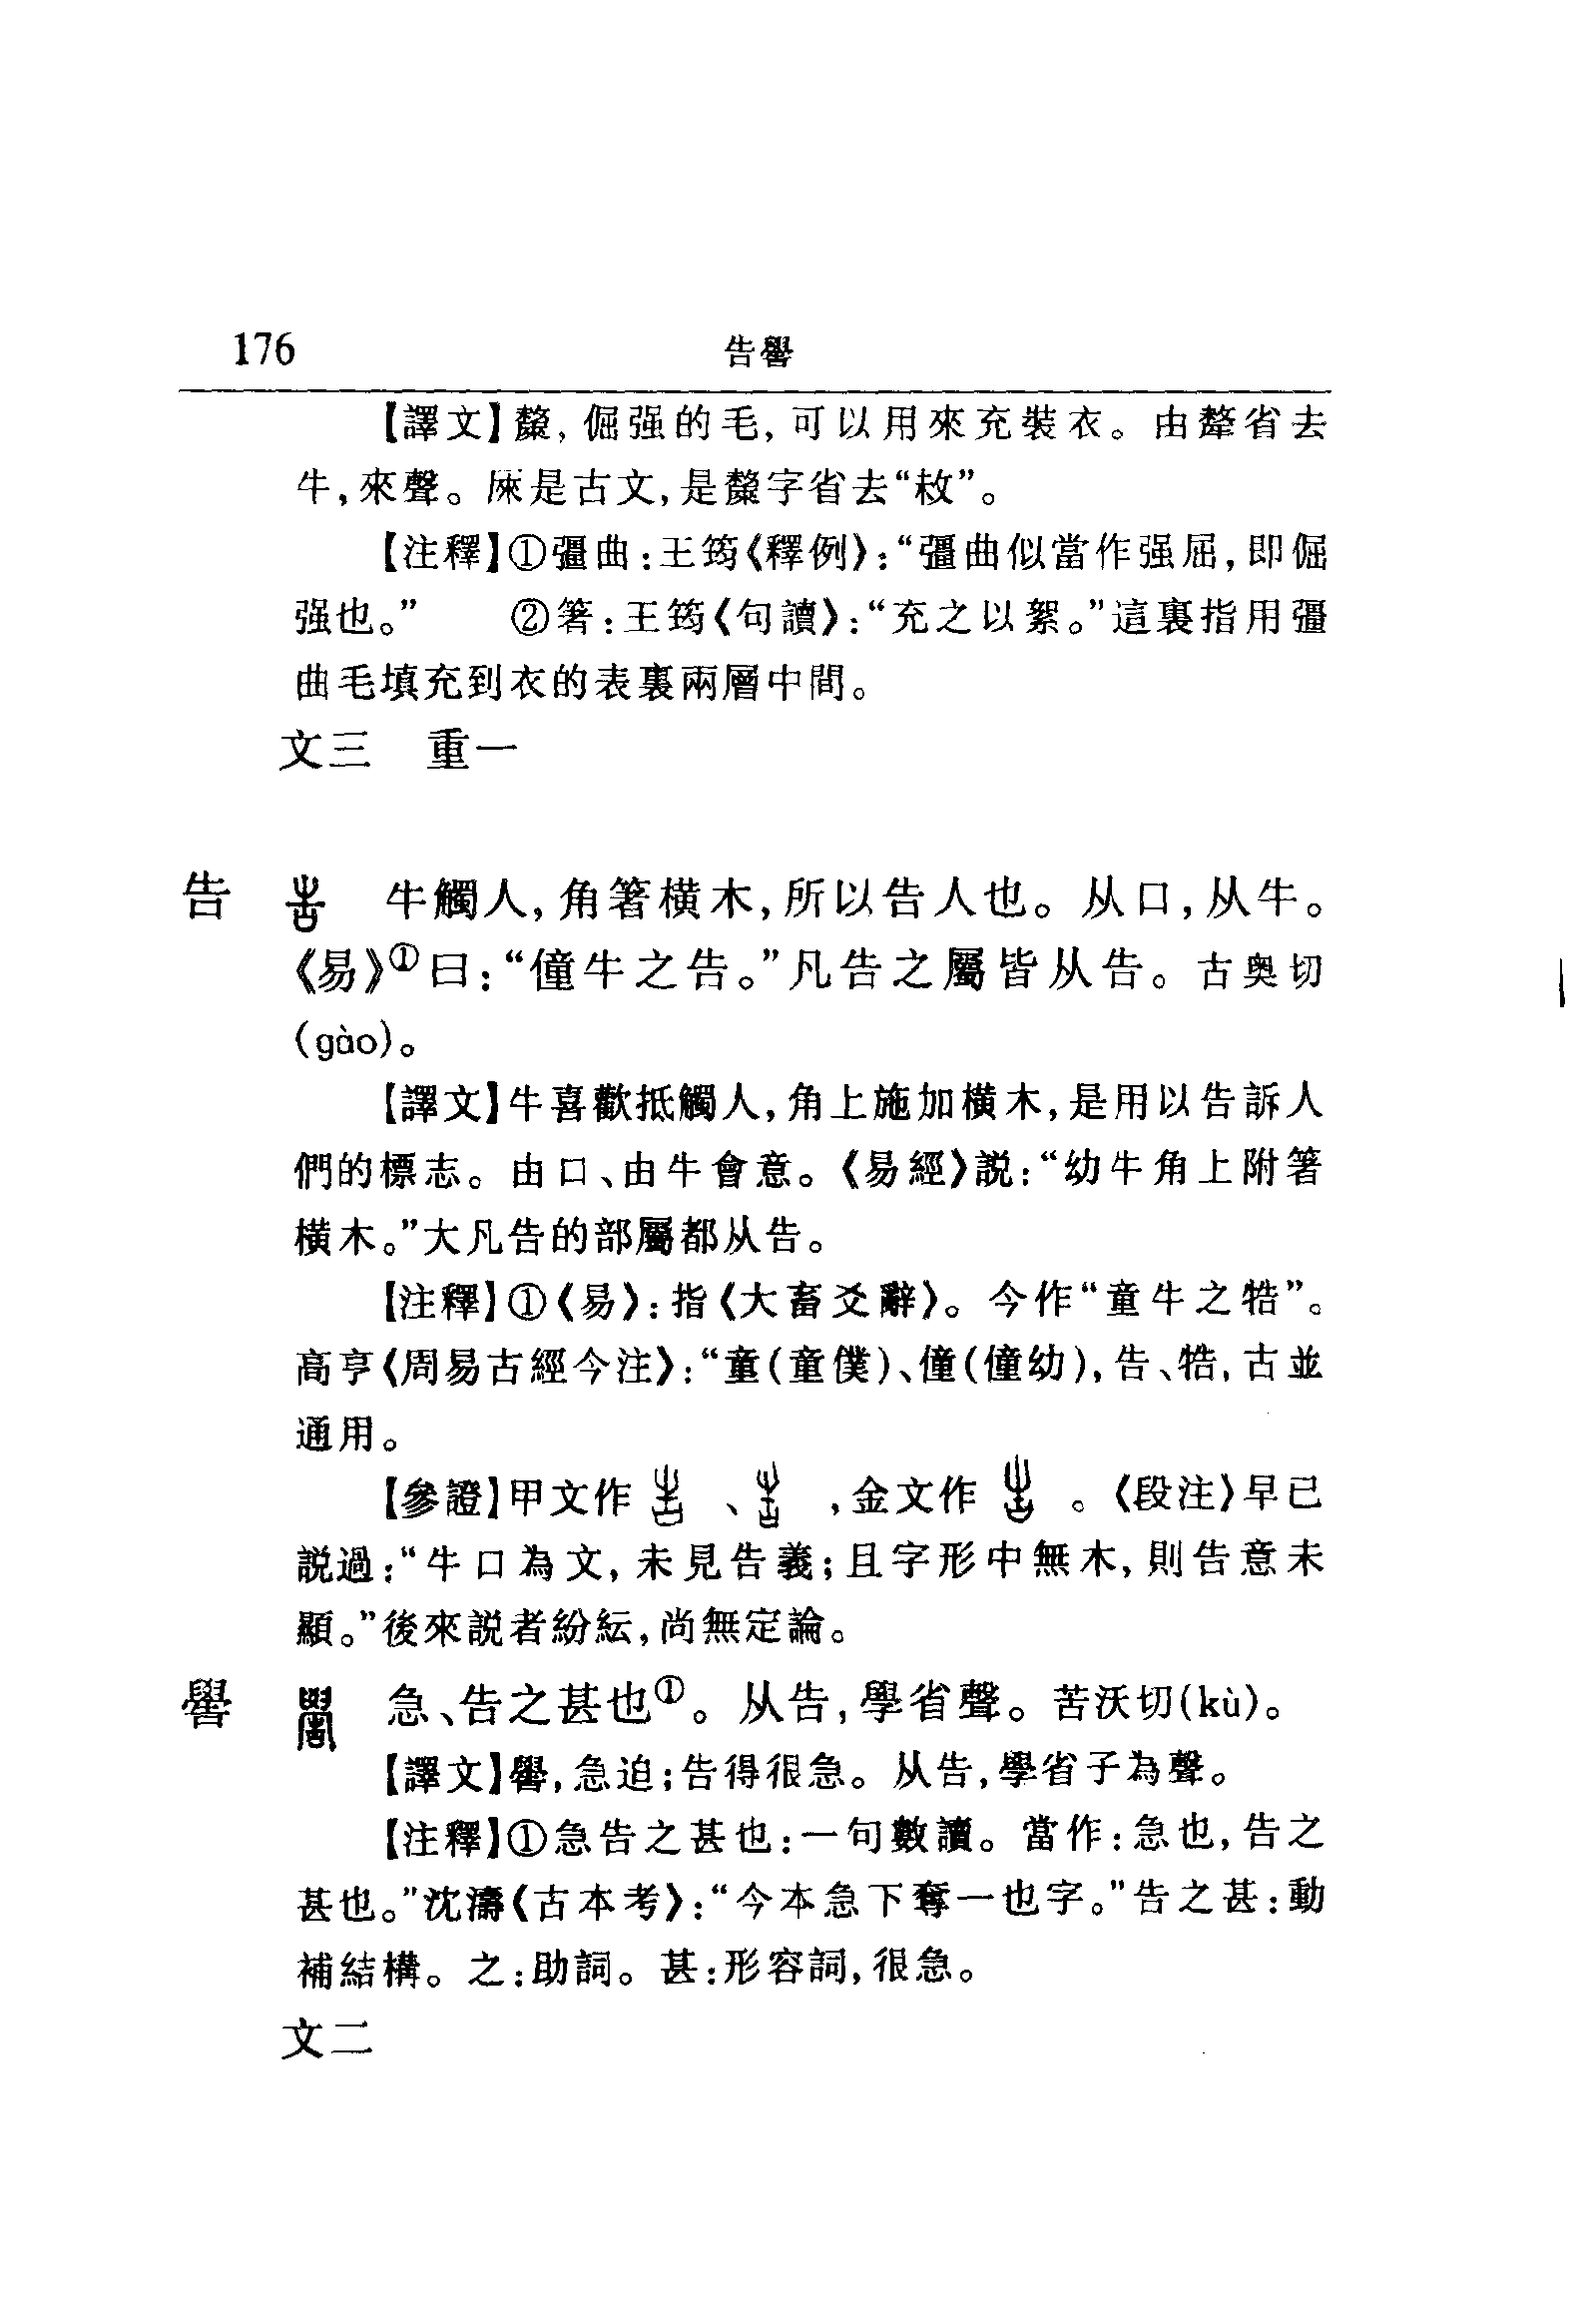 176 告嚳
【譯文】氂,倔强的毛,可以用來充裝衣。由犛省去
牛,來聲。庲是古文,是氂字省去“敊”。
【注釋】①彊曲:王筠《釋例》:“彊曲似當作强屈,即倔
强也。” ②箸:王筠《句讀》:“充之以絮。”這裏指用彊
曲毛填充到衣的表裏兩層中間。
文三 重一
告 牛觸人,角箸橫木,所以告人也。从口,从牛。
《易》①曰:“僮牛之告。”凡告之屬皆从告。古奥切
(gào)。
【譯文】牛喜歡抵觸人,角上施加橫木,是用以告訴人
們的標志。由口、由牛會意。《易經》説:“幼牛角上附箸
橫木。”大凡告的部屬都从告。
【注釋】①《易》:指《大畜爻辭》。今作“童牛之牿”。
高亨《周易古經今注》:“童(童僕)、僮(僮幼),告、牿,古並
通用。
【參證】甲文作 、 ,金文作 。《段注》早已
説過:“牛口為文,未見告義;且字形中無木,則告意未
顯。”後來説者紛紜,尚無定論。
嚳 急、告之甚也①。从告,學省聲。苦沃切(kù)。
【譯文】嚳,急迫;告得很急。从告,學省子為聲。
【注釋】①急告之甚也:一句數讀。當作:急也,告之
甚也。”沈濤《古本考》:“今本急下奪一也字。”告之甚:動
補結構。之:助詞。甚:形容詞,很急。
文二